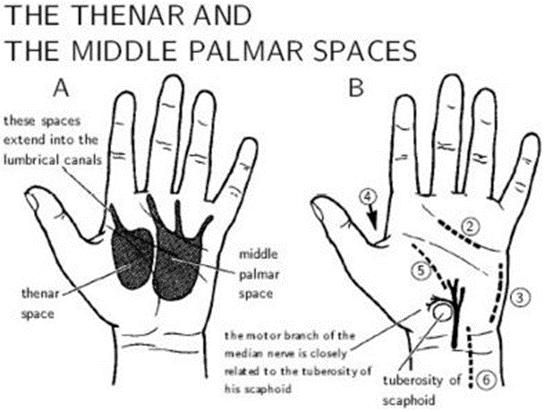 THE THENAR AND
THE MIDDLE PALMAR SPACES
A
B
these spaces
extend into the
lumbrical canals
thenar
space
middle
palmar
space
4
2
5
3
6
the motor branch of the
median nerve is closely
related to the tuberosity of
his scaphoid
tuberosity of
scaphoid